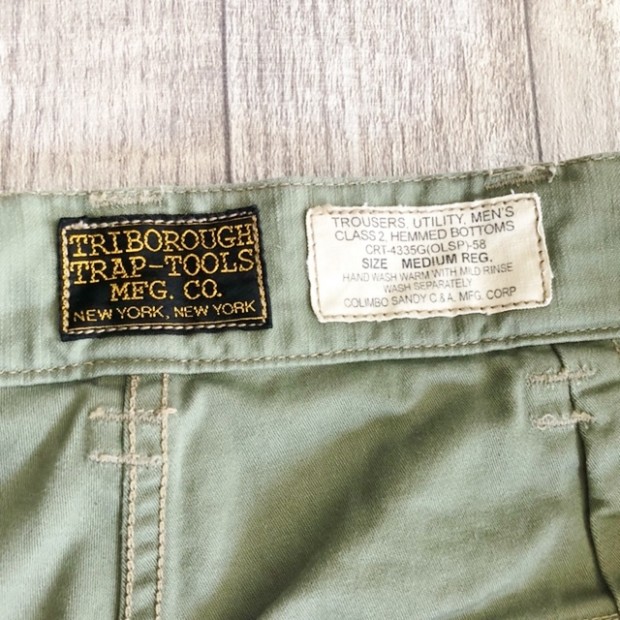 TRIBOROUGH
TRAP-TOOLS
MFG. CO.
NEW YORK, NEW YORK
TROUSERS, UTILITY, MEN'S
CLASS 2, HEMMED BOTTOMS
CRT-4335G(OLSP)-58
SIZE MEDIUM REG.
HAND WASH WARM WITH MILD RINSE
WASH SEPARATELY
COLIMBO SANDY C & A. MFG. CORP